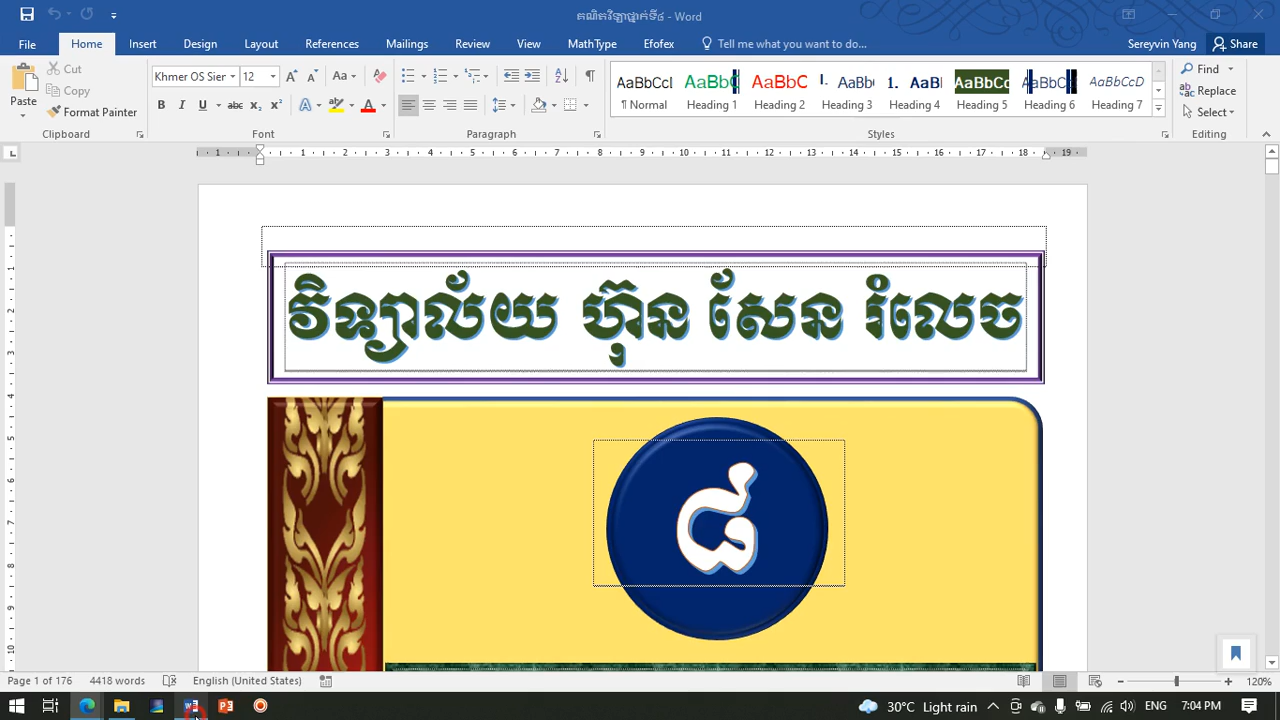 គណិតវិទ្យាថ្នាក់ទី៨ - Word
File Home Insert Design Layout References Mailings Review View MathType Efofex Tell me what you want to do... Sereyvin Yang Share
Paste
Cut
Copy
Format Painter
Clipboard
Khmer OS Sier 12
Font
Paragraph
AaBbCcI AaBbC AaBbC I. AaBb 1. AaB AaBbCc AaBbC AaBbCcD
¶ Normal Heading 1 Heading 2 Heading 3 Heading 4 Heading 5 Heading 6 Heading 7
Styles
Find
Replace
Select
Editing
វិទ្យាល័យ ហ៊ុន សែន រំលេច
៨
Page 1 of 176 4418 words English (United States) 120%
30°C Light rain ENG 7:04 PM